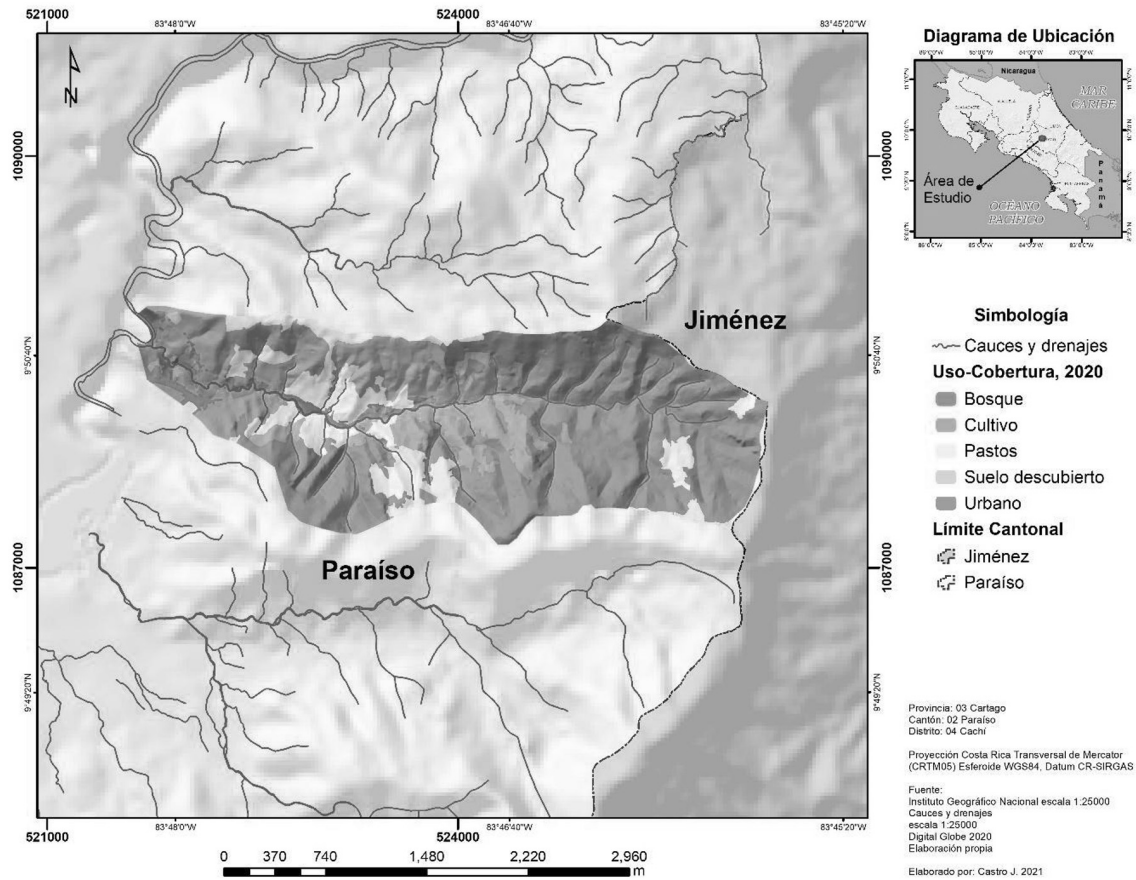 521000
524000
83°48'0"W
83°46'40"W
83°45'20"W
N
1090000
1090000
9°50'40"N
9°50'40"N
1087000
1087000
9°49'20"N
9°49'20"N
Jiménez
Paraíso
521000
524000
83°48'0"W
83°46'40"W
83°45'20"W
0 370 740 1,480 2,220 2,960
m
Diagrama de Ubicación
Nicaragua
MAR
CARIBE
Panamá
Área de
Estudio
OCÉANO
PACÍFICO
Simbología
Cauces y drenajes
Uso-Cobertura, 2020
Bosque
Cultivo
Pastos
Suelo descubierto
Urbano
Límite Cantonal
Jiménez
Paraíso
Provincia: 03 Cartago
Cantón: 02 Paraíso
Distrito: 04 Cachí
Proyección Costa Rica Transversal de Mercator
(CRTM05) Esferoide WGS84, Datum CR-SIRGAS
Fuente:
Instituto Geográfico Nacional escala 1:25000
Cauces y drenajes
escala 1:25000
Digital Globe 2020
Elaboración propia
Elaborado por: Castro J. 2021